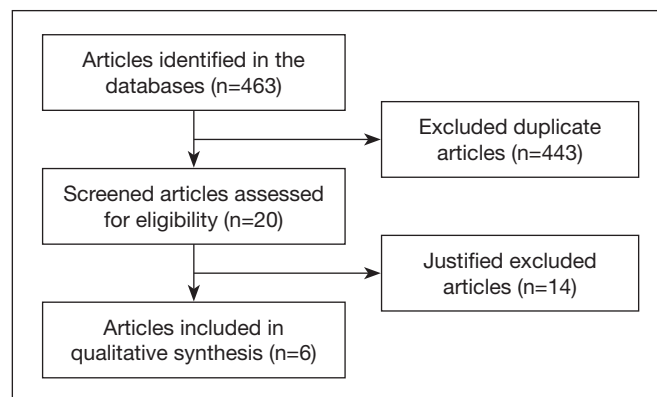 Articles identified in the
databases (n=463)
Excluded duplicate
articles (n=443)
Screened articles assessed
for eligibility (n=20)
Justified excluded
articles (n=14)
Articles included in
qualitative synthesis (n=6)